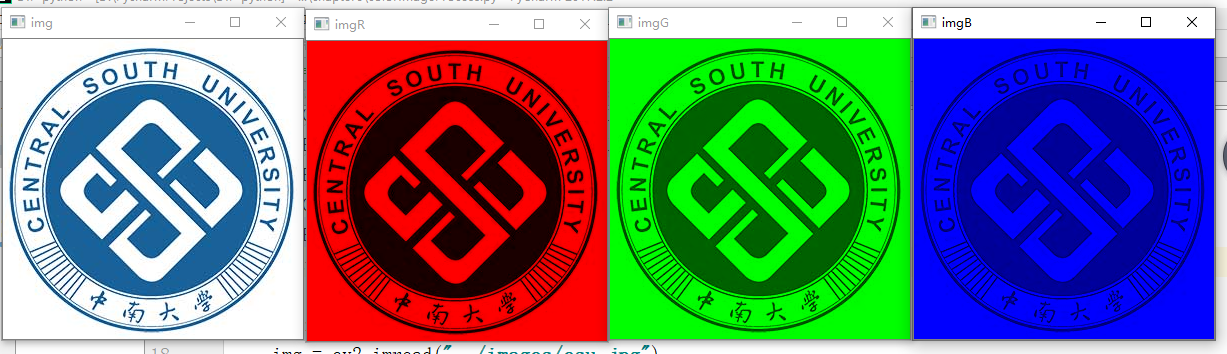 img
imgR
imgG
imgB
CENTRAL SOUTH UNIVERSITY
中南大学
CENTRAL SOUTH UNIVERSITY
中南大学
CENTRAL SOUTH UNIVERSITY
中南大学
CENTRAL SOUTH UNIVERSITY
中南大学
18 img = cv2.imread("../images/csu.jpg")